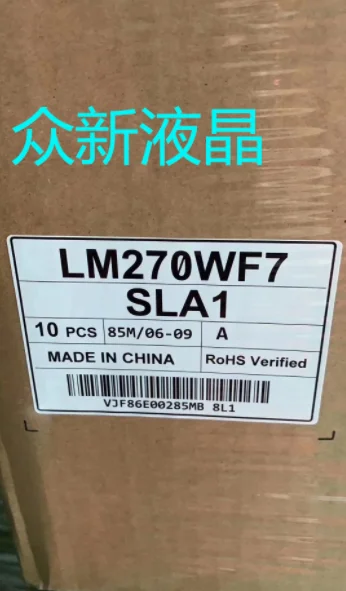 众新液晶
LM270WF7
SLA1
10 PCS 85M/06-09 A
MADE IN CHINA RoHS Verified
VJF86E00285MB 8L1